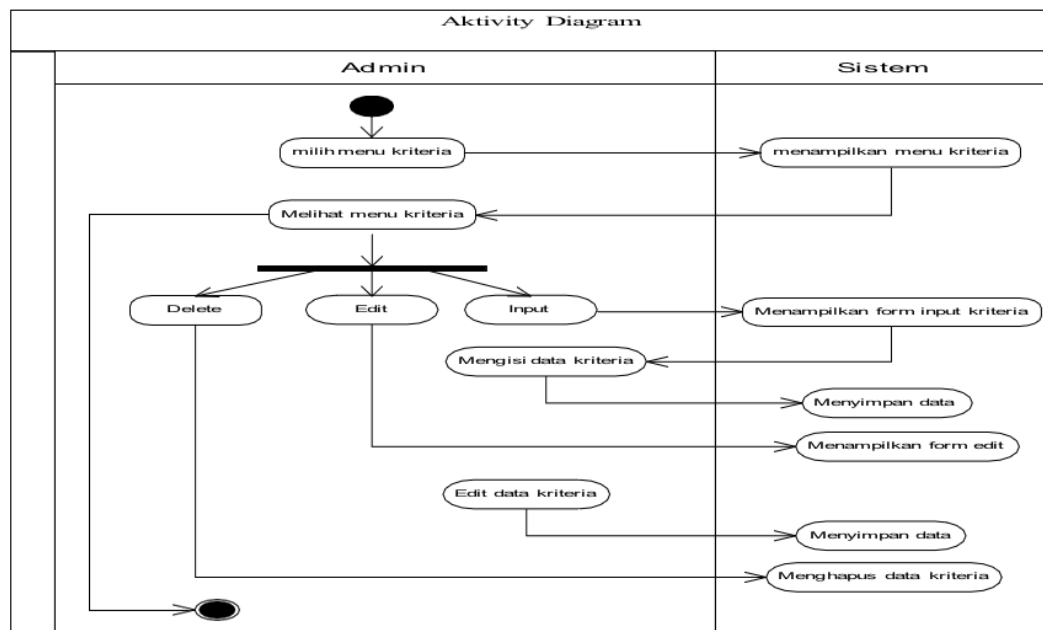 Aktivity Diagram
Admin
Sistem
milih menu kriteria
menampilkan menu kriteria
Melihat menu kriteria
Delete
Edit
Input
Menampilkan form input kriteria
Mengisi data kriteria
Menyimpan data
Menampilkan form edit
Edit data kriteria
Menyimpan data
Menghapus data kriteria